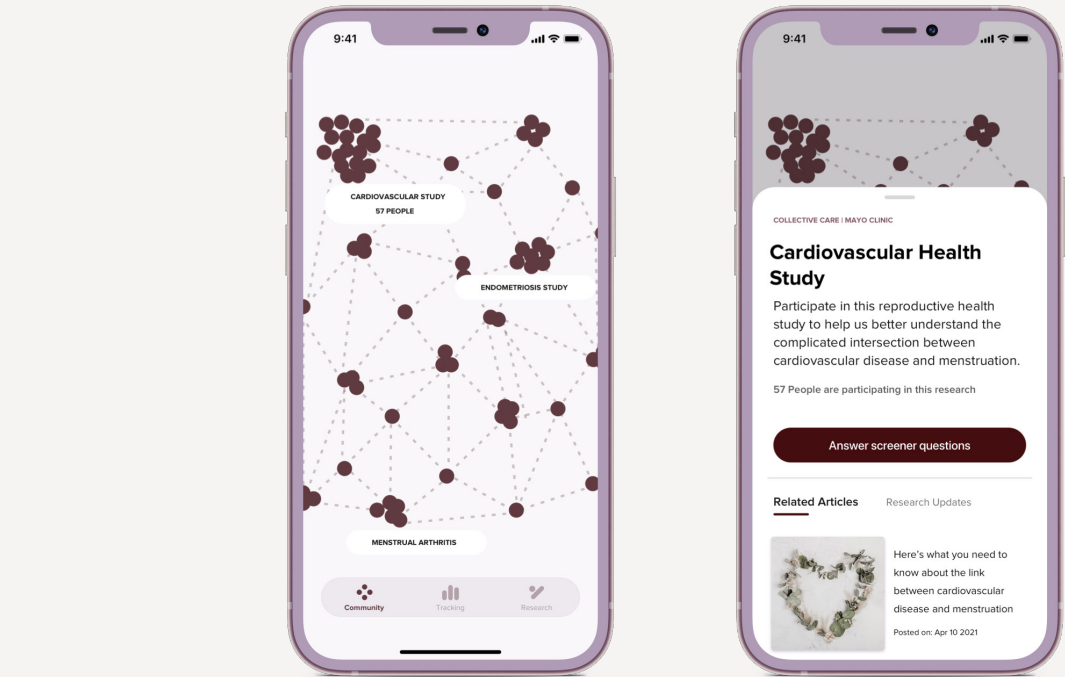 9:41
CARDIOVASCULAR STUDY
57 PEOPLE
ENDOMETRIOSIS STUDY
MENSTRUAL ARTHRITIS
Community
Tracking
Research
9:41
COLLECTIVE CARE | MAYO CLINIC
Cardiovascular Health
Study
Participate in this reproductive health
study to help us better understand the
complicated intersection between
cardiovascular disease and menstruation.
57 People are participating in this research
Answer screener questions
Related Articles
Research Updates
Here's what you need to
know about the link
between cardiovascular
disease and menstruation
Posted on: Apr 10 2021